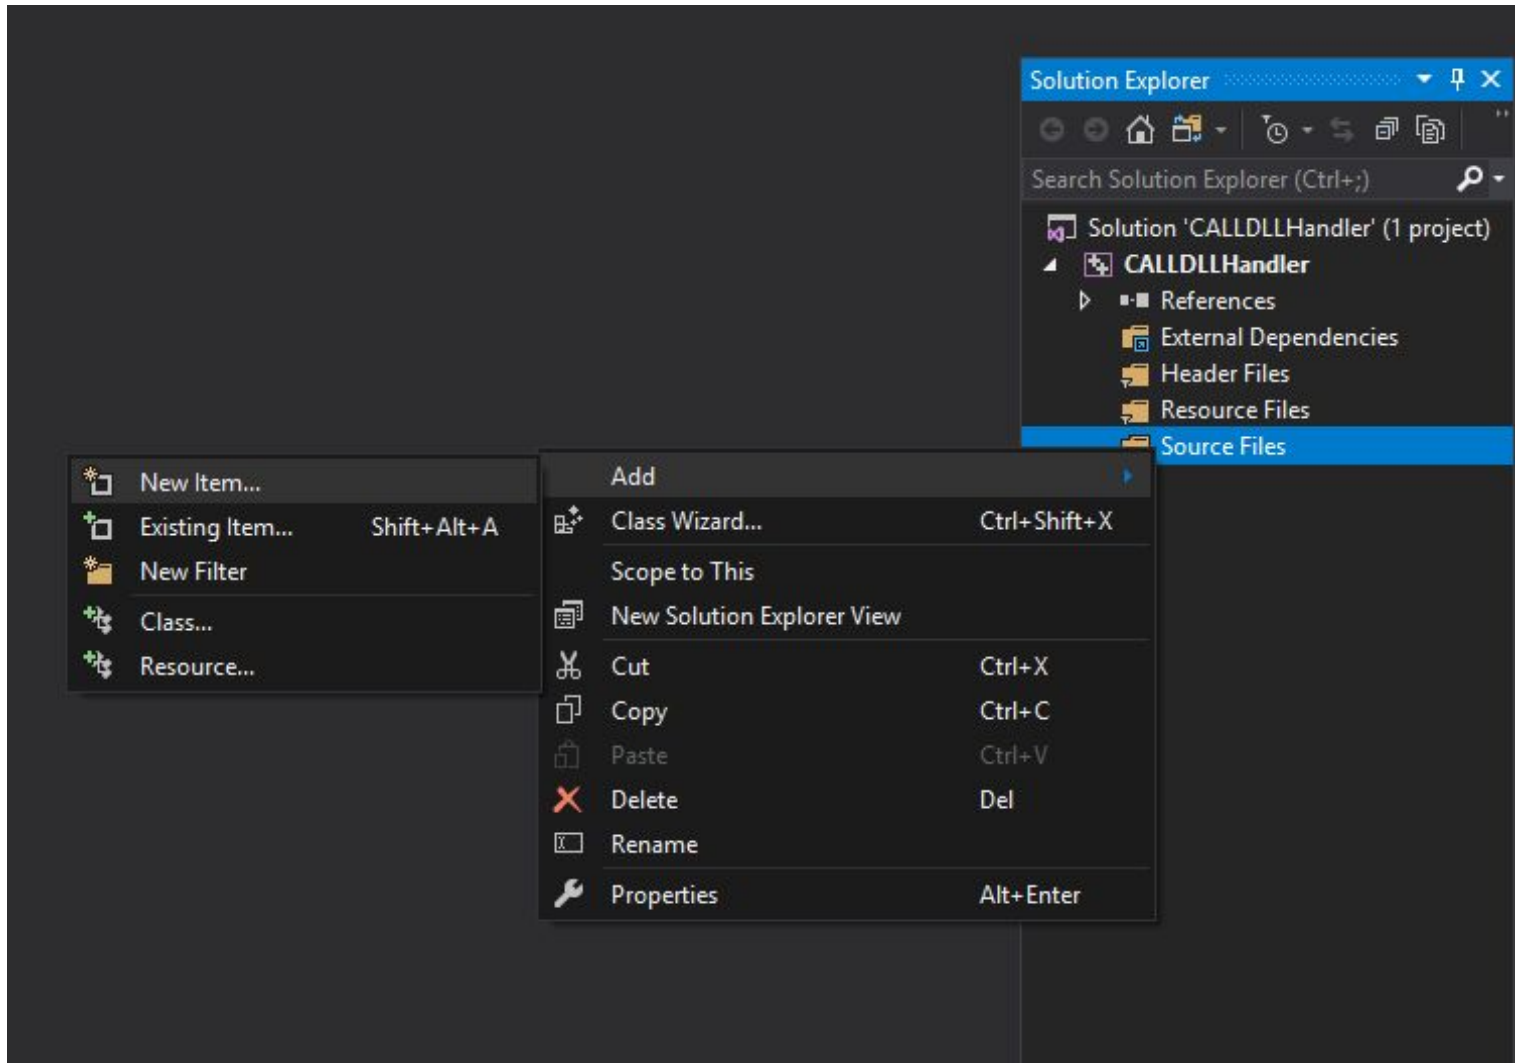 Solution Explorer
Search Solution Explorer (Ctrl+;)
Solution 'CALLDLLHandler' (1 project)
CALLDLLHandler
References
External Dependencies
Header Files
Resource Files
Source Files
Add
Class Wizard... Ctrl+Shift+X
Scope to This
New Solution Explorer View
Cut Ctrl+X
Copy Ctrl+C
Paste Ctrl+V
Delete Del
Rename
Properties Alt+Enter
New Item...
Existing Item... Shift+Alt+A
New Filter
Class...
Resource...